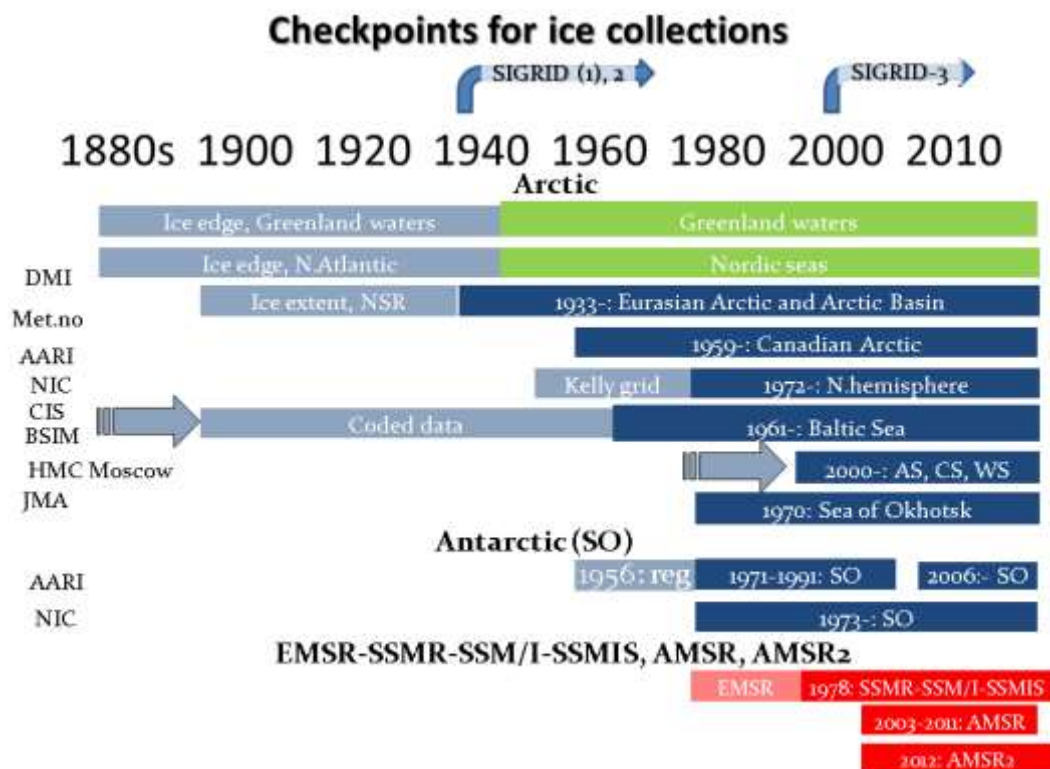 Checkpoints for ice collections
SIGRID (1), 2 SIGRID-3
1880s 1900 1920 1940 1960 1980 2000 2010
Arctic
Ice edge, Greenland waters Greenland waters
Ice edge, N.Atlantic Nordic seas
DMI
Ice extent, NSR 1933-: Eurasian Arctic and Arctic Basin
Met.no
1959-: Canadian Arctic
AARI
NIC Kelly grid 1972-: N.hemisphere
CIS
Coded data 1961-: Baltic Sea
BSIM
HMC Moscow 2000-: AS, CS, WS
JMA 1970: Sea of Okhotsk
Antarctic (SO)
AARI 1956: reg 1971-1991: SO 2006:- SO
NIC 1973-: SO
EMSR-SSMR-SSM/I-SSMIS, AMSR, AMSR2
EMSR 1978: SSMR-SSM/I-SSMIS
2003-2011: AMSR
2012: AMSR2